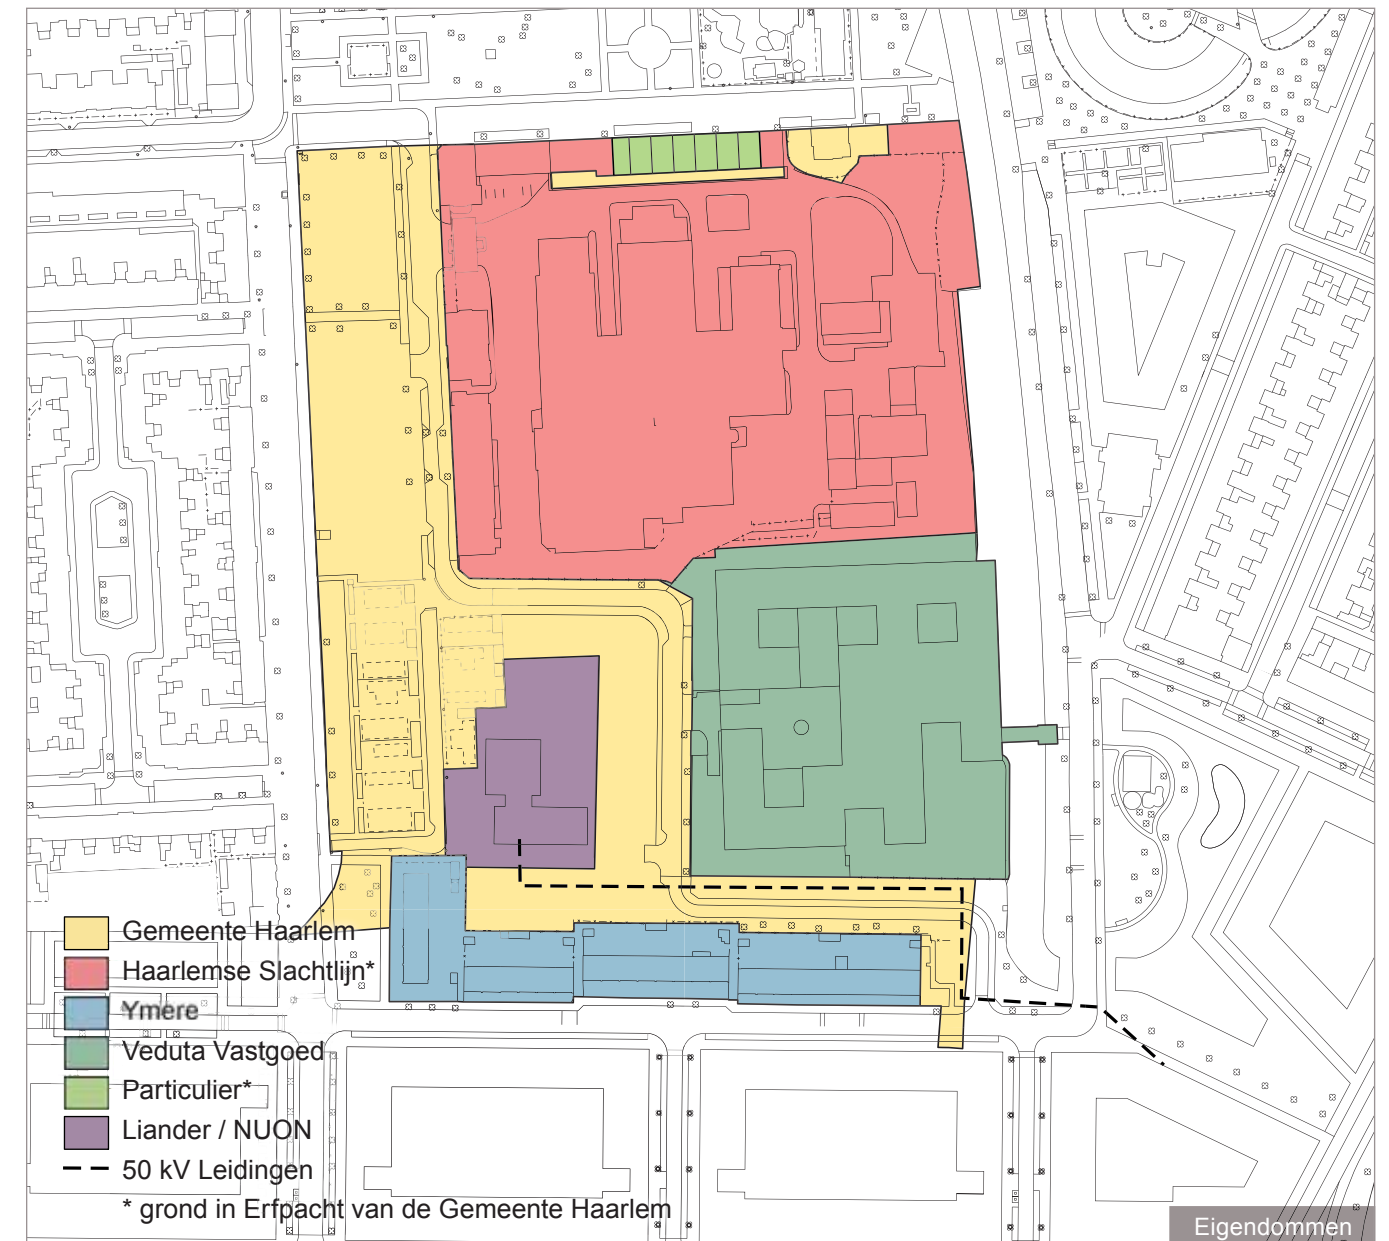 Gemeente Haarlem
Haarlemse Slachtlijn*
Ymere
Veduta Vastgoed
Particulier*
Liander / NUON
50 kV Leidingen
* grond in Erfpacht van de Gemeente Haarlem
Eigendommen